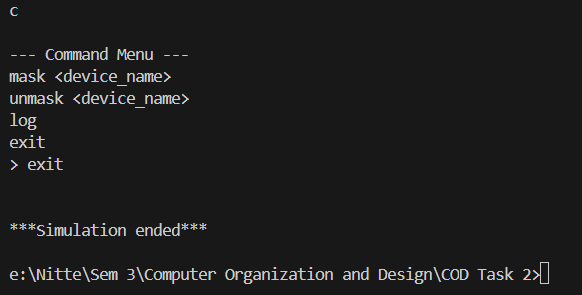 c
--- Command Menu ---
mask <device_name>
unmask <device_name>
log
exit
> exit
***Simulation ended***
e:\Nitte\Sem 3\Computer Organization and Design\COD Task 2>